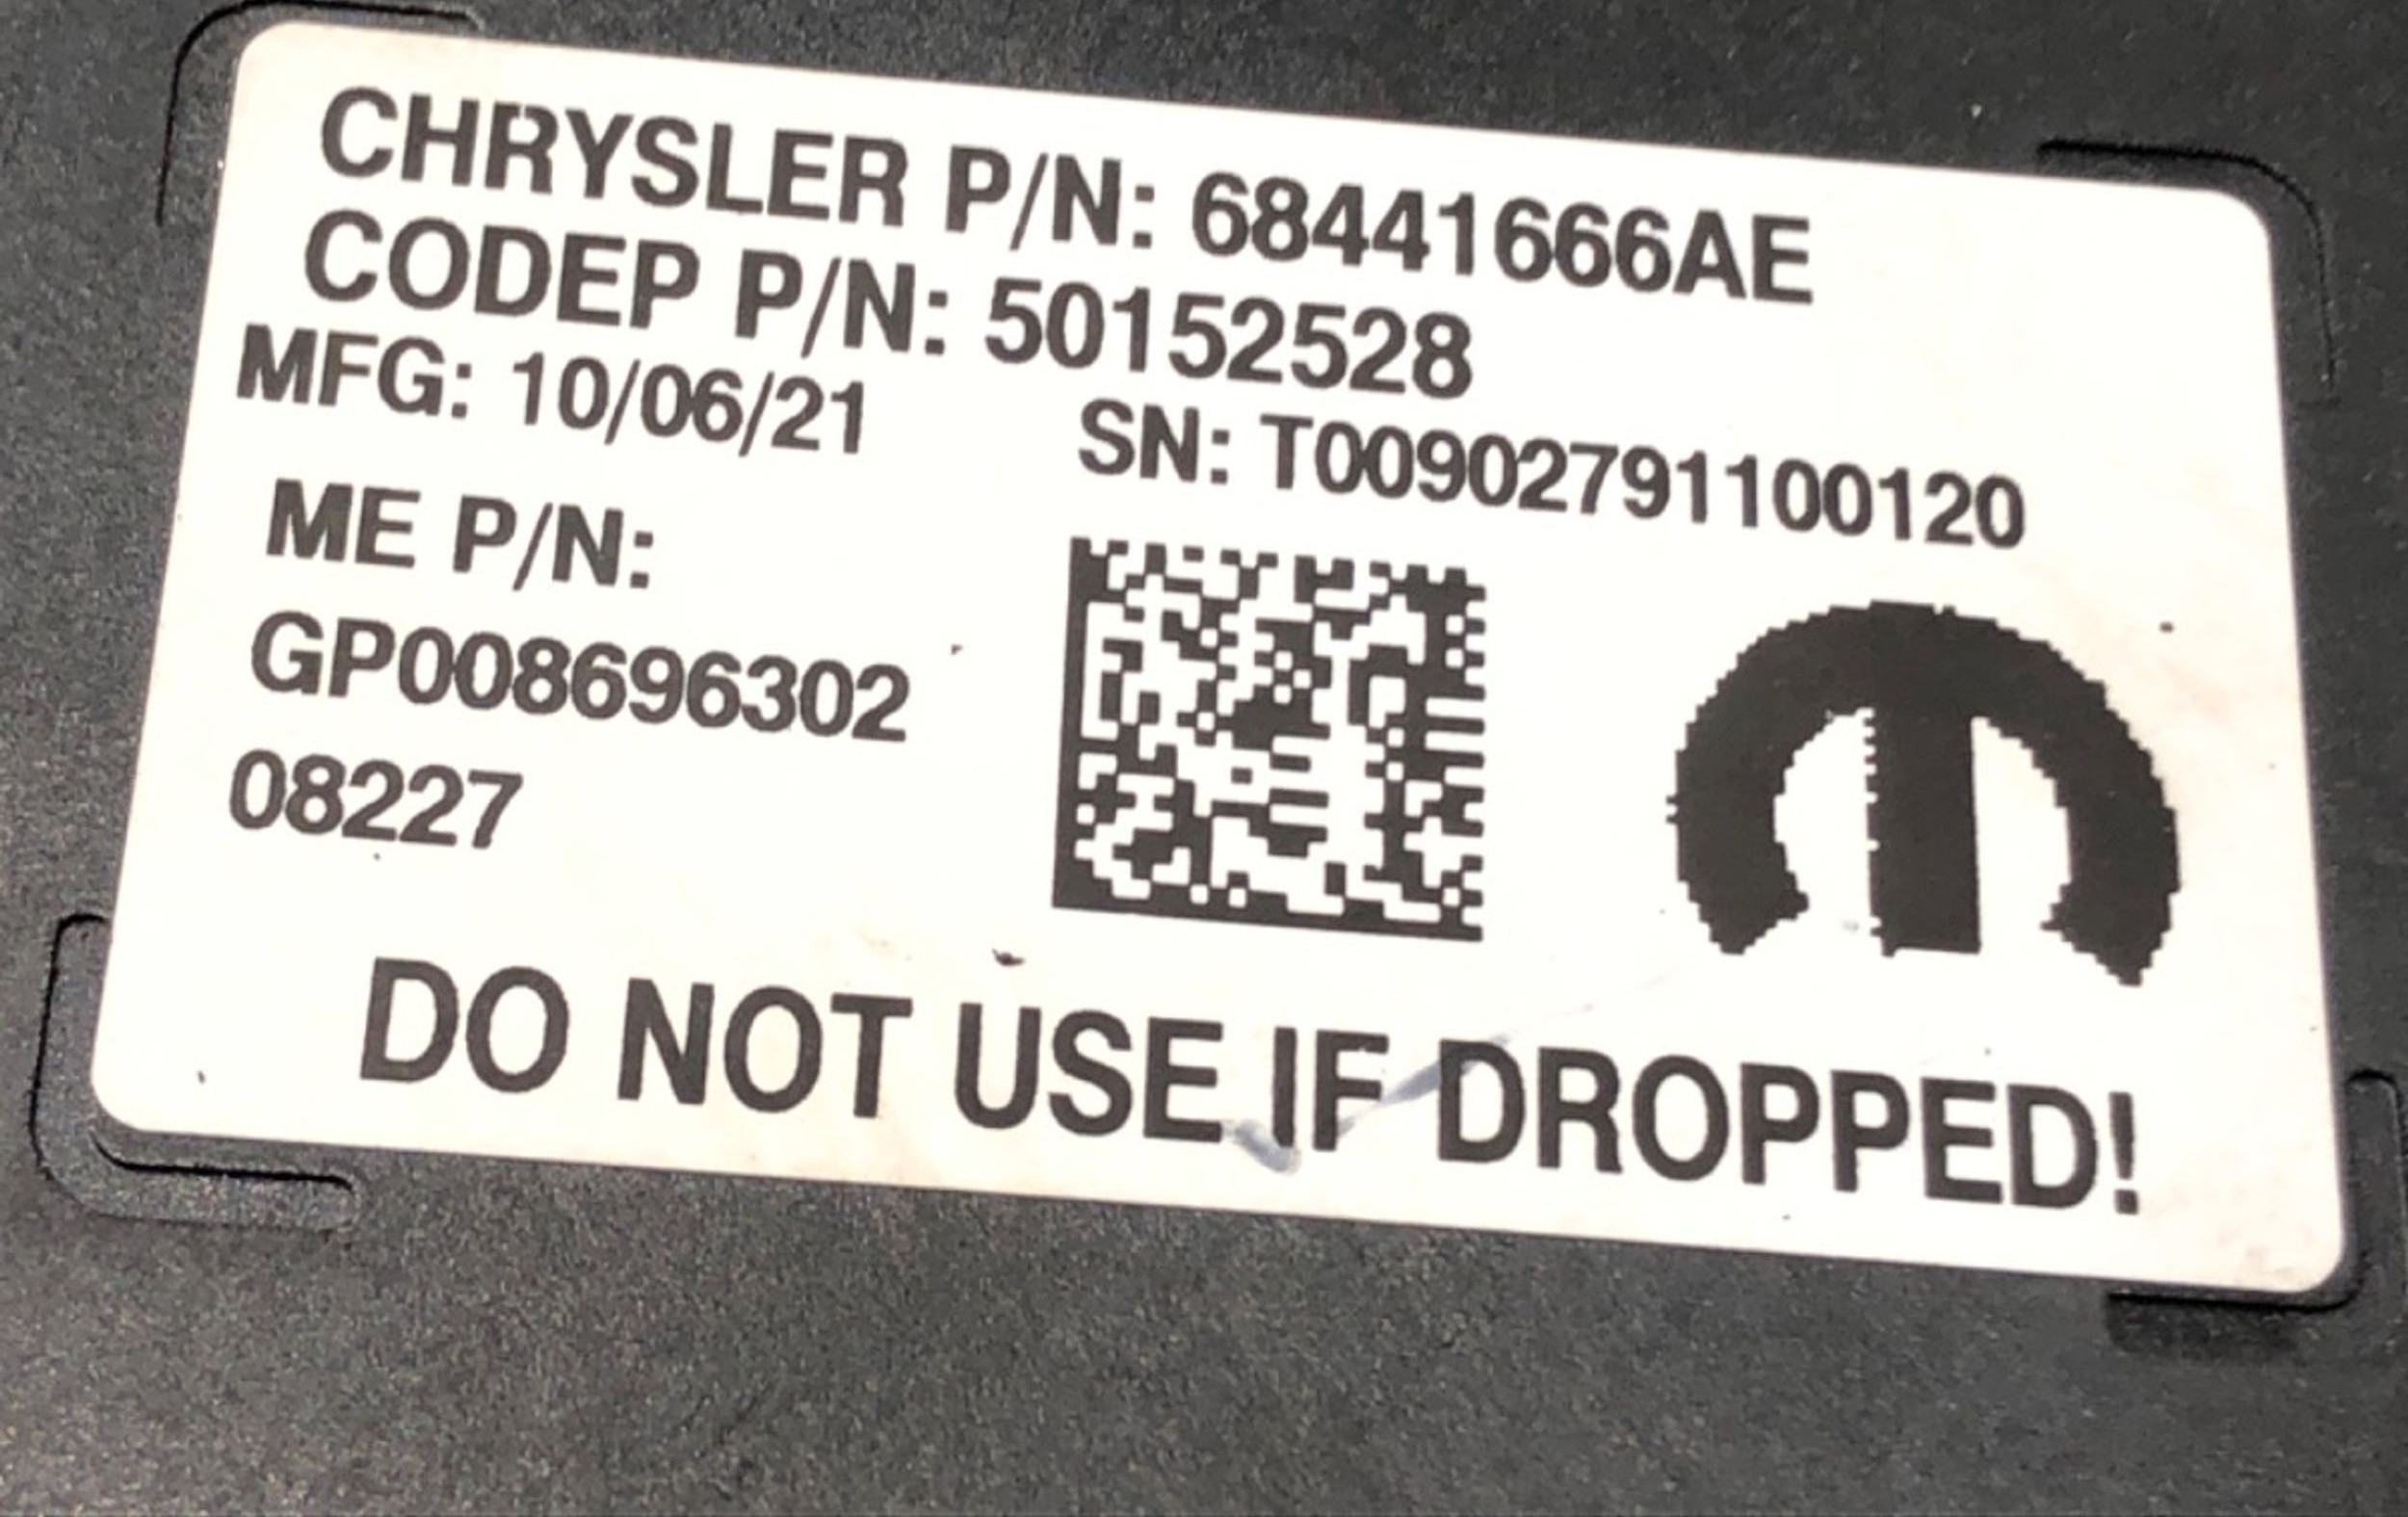 CHRYSLER P/N: 68441666AE
CODEP P/N: 50152528
MFG: 10/06/21 SN: T00902791100120
ME P/N:
GP008696302
08227
DO NOT USE IF DROPPED!